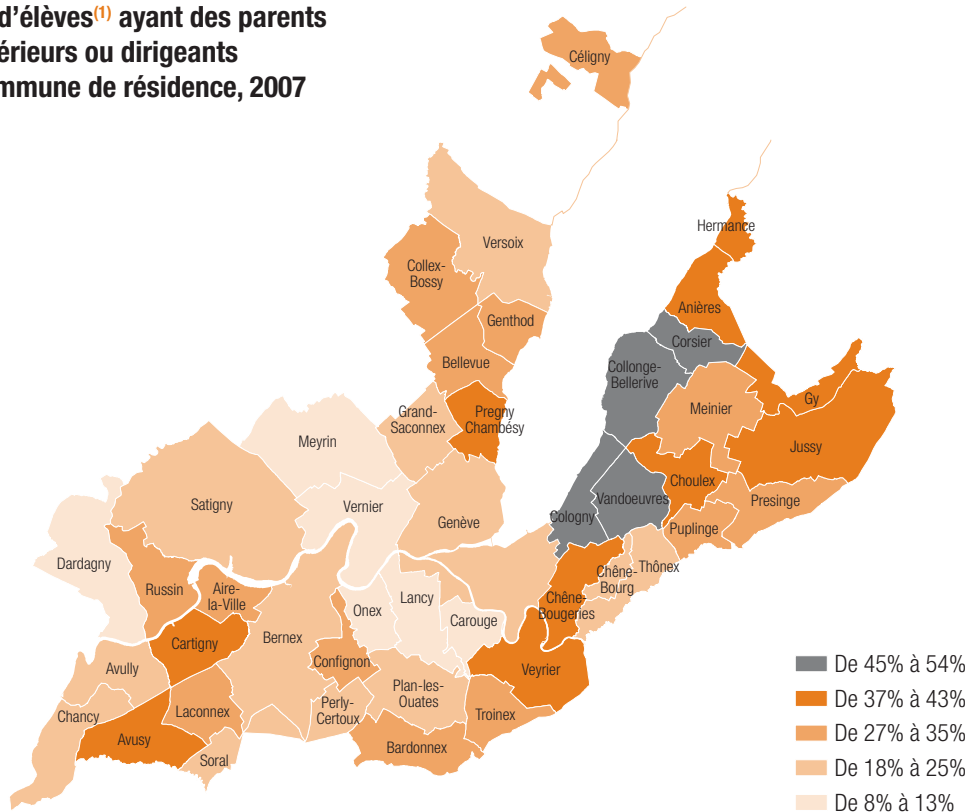 d'élèves(1) ayant des parents
érieurs ou dirigeants
mmune de résidence, 2007
Céligny
Hermance
Versoix
Collex-
Bossy
Anières
Genthod
Corsier
Bellevue
Collonge-
Bellerive
Gy
Meinier
Grand-
Saconnex
Pregny
Chambésy
Meyrin
Jussy
Choulex
Satigny
Vernier
Vandoeuvres
Presinge
Genève
Cologny
Puplinge
Dardagny
Thônex
Chêne-
Bourg
Russin
Aire-
la-Ville
Lancy
Onex
Chêne-
Bougeries
Carouge
Bernex
Cartigny
Confignon
Veyrier
Avully
Plan-les-
Ouates
Perly-
Certoux
Chancy
Laconnex
Troinex
Avusy
Bardonnex
Soral
De 45% à 54%
De 37% à 43%
De 27% à 35%
De 18% à 25%
De 8% à 13%